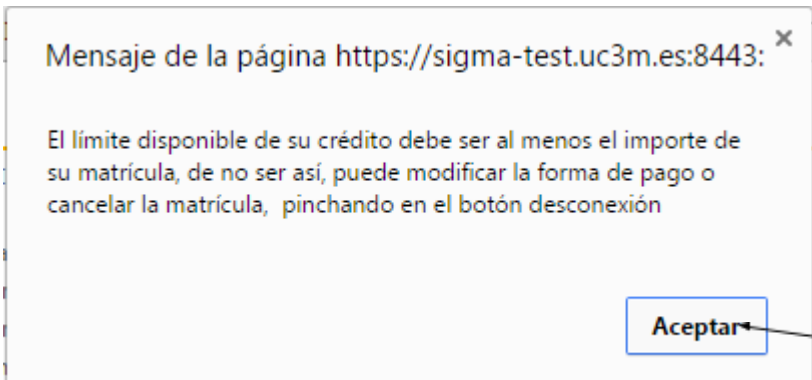 Mensaje de la página https://sigma-test.uc3m.es:8443:
El límite disponible de su crédito debe ser al menos el importe de
su matrícula, de no ser así, puede modificar la forma de pago o
cancelar la matrícula,  pinchando en el botón desconexión
Aceptar